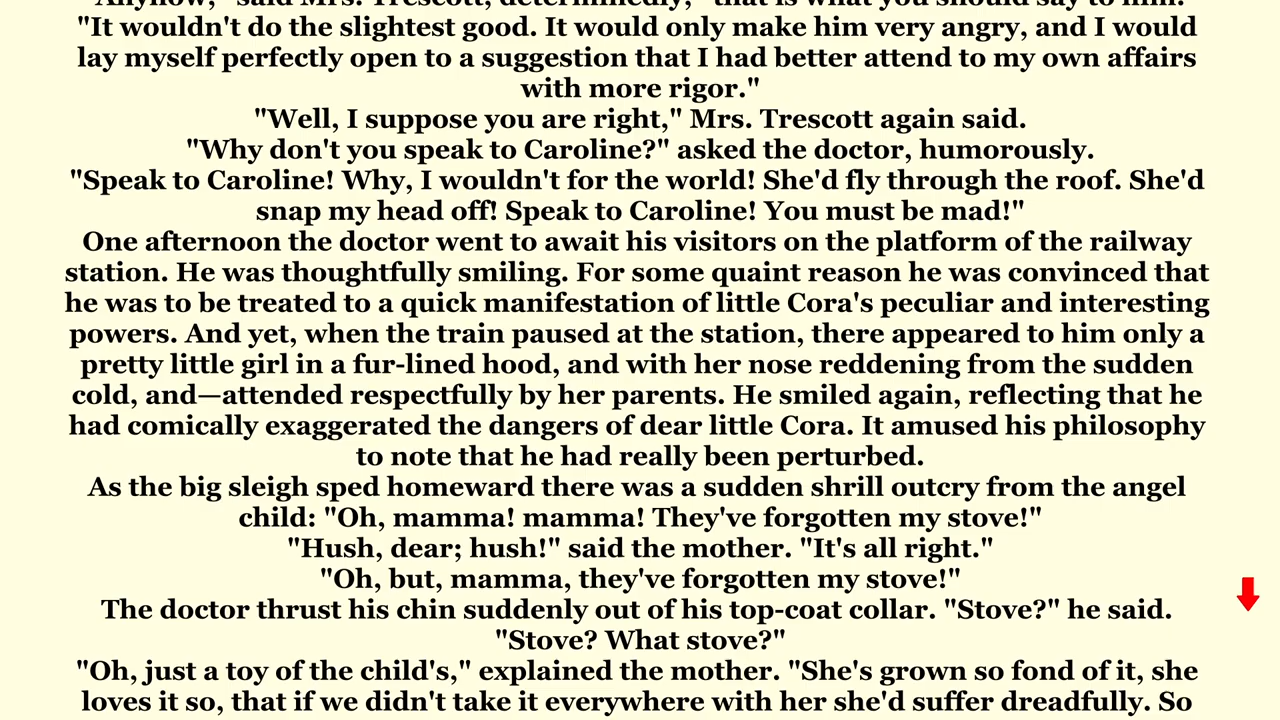 "Anyhow," said Mrs. Trescott, determinedly, "that is what you should say to him."
"It wouldn't do the slightest good. It would only make him very angry, and I would
lay myself perfectly open to a suggestion that I had better attend to my own affairs
with more rigor."
"Well, I suppose you are right," Mrs. Trescott again said.
"Why don't you speak to Caroline?" asked the doctor, humorously.
"Speak to Caroline! Why, I wouldn't for the world! She'd fly through the roof. She'd
snap my head off! Speak to Caroline! You must be mad!"
One afternoon the doctor went to await his visitors on the platform of the railway
station. He was thoughtfully smiling. For some quaint reason he was convinced that
he was to be treated to a quick manifestation of little Cora's peculiar and interesting
powers. And yet, when the train paused at the station, there appeared to him only a
pretty little girl in a fur-lined hood, and with her nose reddening from the sudden
cold, and—attended respectfully by her parents. He smiled again, reflecting that he
had comically exaggerated the dangers of dear little Cora. It amused his philosophy
to note that he had really been perturbed.
As the big sleigh sped homeward there was a sudden shrill outcry from the angel
child: "Oh, mamma! mamma! They've forgotten my stove!"
"Hush, dear; hush!" said the mother. "It's all right."
"Oh, but, mamma, they've forgotten my stove!"
The doctor thrust his chin suddenly out of his top-coat collar. "Stove?" he said.
"Stove? What stove?"
"Oh, just a toy of the child's," explained the mother. "She's grown so fond of it, she
loves it so, that if we didn't take it everywhere with her she'd suffer dreadfully. So